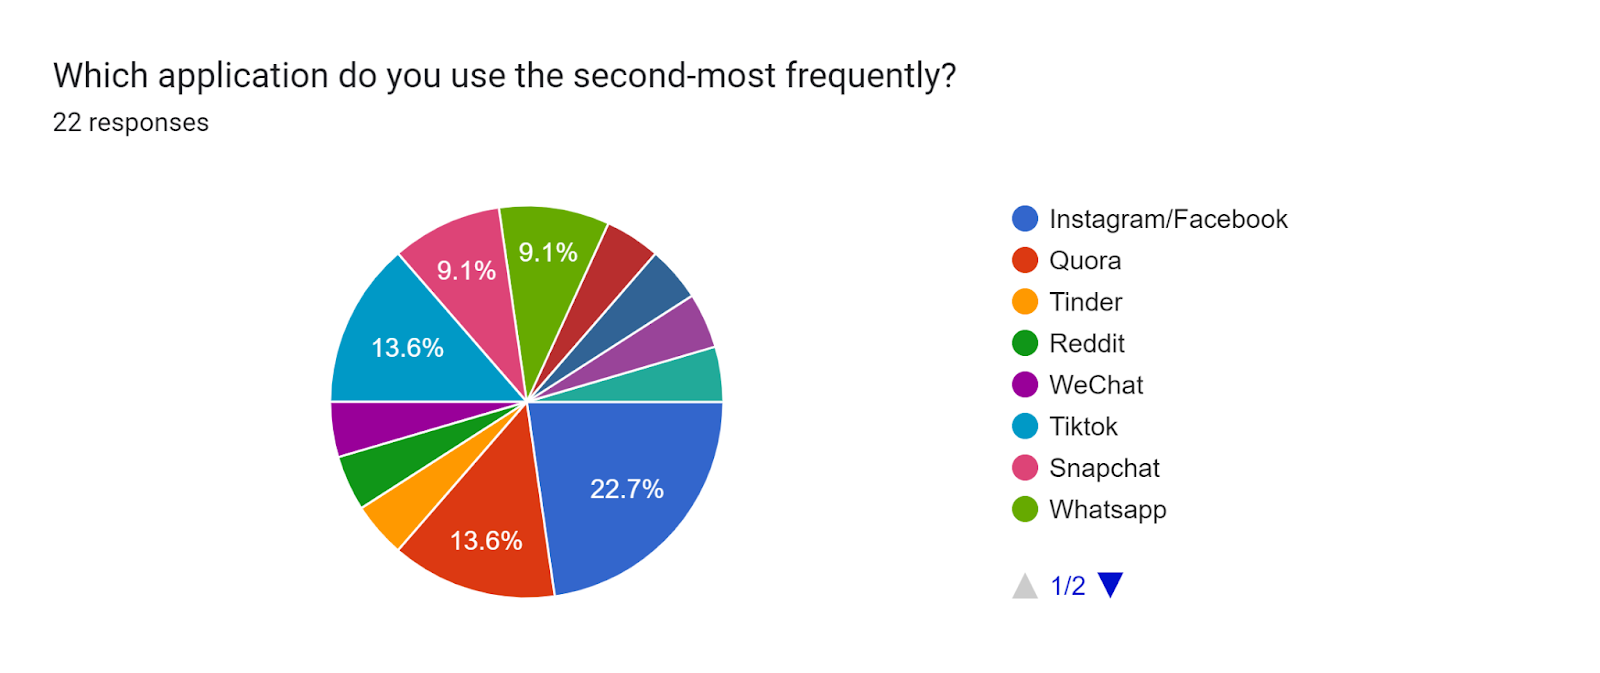 Which application do you use the second-most frequently?
22 responses
9.1%
9.1%
13.6%
22.7%
13.6%
Instagram/Facebook
Quora
Tinder
Reddit
WeChat
Tiktok
Snapchat
Whatsapp
1/2